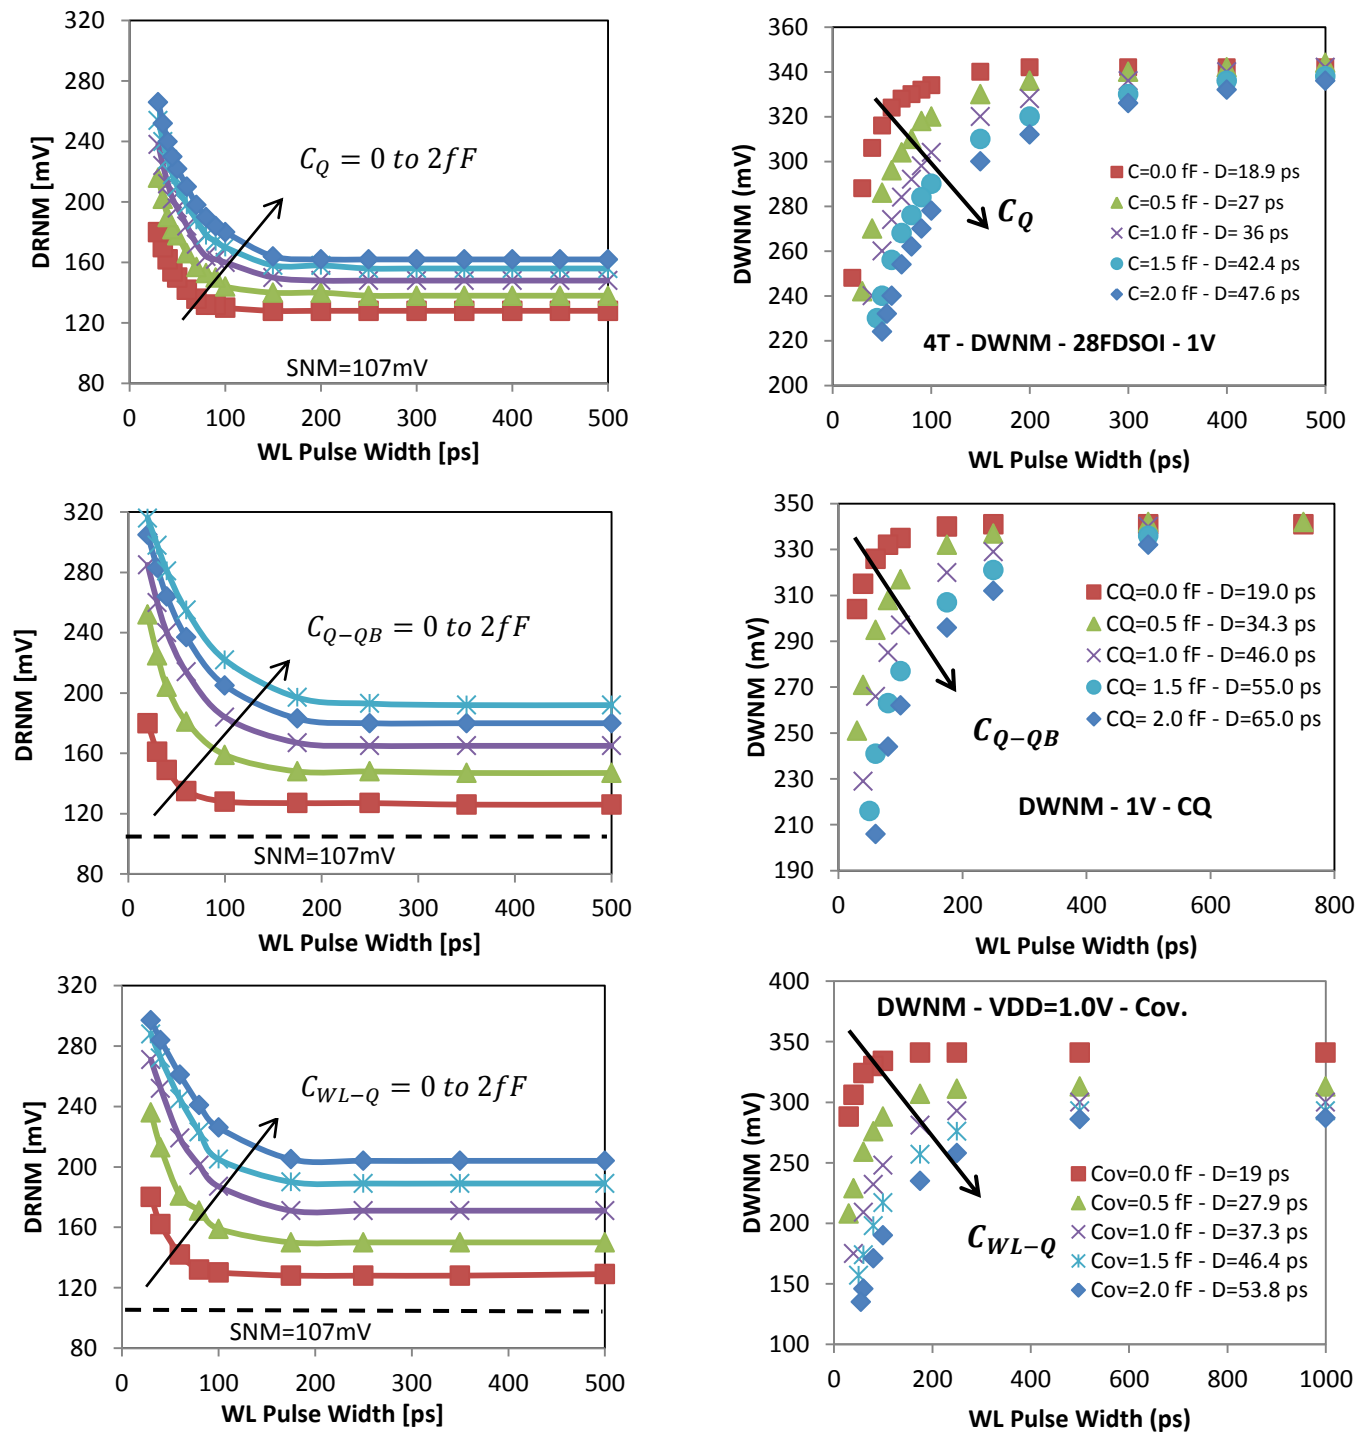 320
280
240
200
160
120
80
DRNM [mV]
C_Q = 0 to 2fF
SNM=107mV
0 100 200 300 400 500
WL Pulse Width [ps]
360
340
320
300
280
260
240
220
200
DWNM (mV)
C_Q
C=0.0 fF - D=18.9 ps
C=0.5 fF - D=27 ps
C=1.0 fF - D= 36 ps
C=1.5 fF - D=42.4 ps
C=2.0 fF - D=47.6 ps
4T - DWNM - 28FDSOI - 1V
0 100 200 300 400 500
WL Pulse Width (ps)
320
280
240
200
160
120
80
DRNM [mV]
C_{Q-QB} = 0 to 2fF
SNM=107mV
0 100 200 300 400 500
WL Pulse Width [ps]
350
330
310
290
270
250
230
210
190
DWNM (mV)
C_{Q-QB}
CQ=0.0 fF - D=19.0 ps
CQ=0.5 fF - D=34.3 ps
CQ=1.0 fF - D=46.0 ps
CQ= 1.5 fF - D=55.0 ps
CQ= 2.0 fF - D=65.0 ps
DWNM - 1V - CQ
0 200 400 600 800
WL Pulse Width (ps)
320
280
240
200
160
120
80
DRNM [mV]
C_{WL-Q} = 0 to 2fF
SNM=107mV
0 100 200 300 400 500
WL Pulse Width [ps]
400
350
300
250
200
150
100
DWNM (mV)
DWNM - VDD=1.0V - Cov.
C_{WL-Q}
Cov=0.0 fF - D=19 ps
Cov=0.5 fF - D=27.9 ps
Cov=1.0 fF - D=37.3 ps
Cov=1.5 fF - D=46.4 ps
Cov=2.0 fF - D=53.8 ps
0 200 400 600 800 1000
WL Pulse Width (ps)